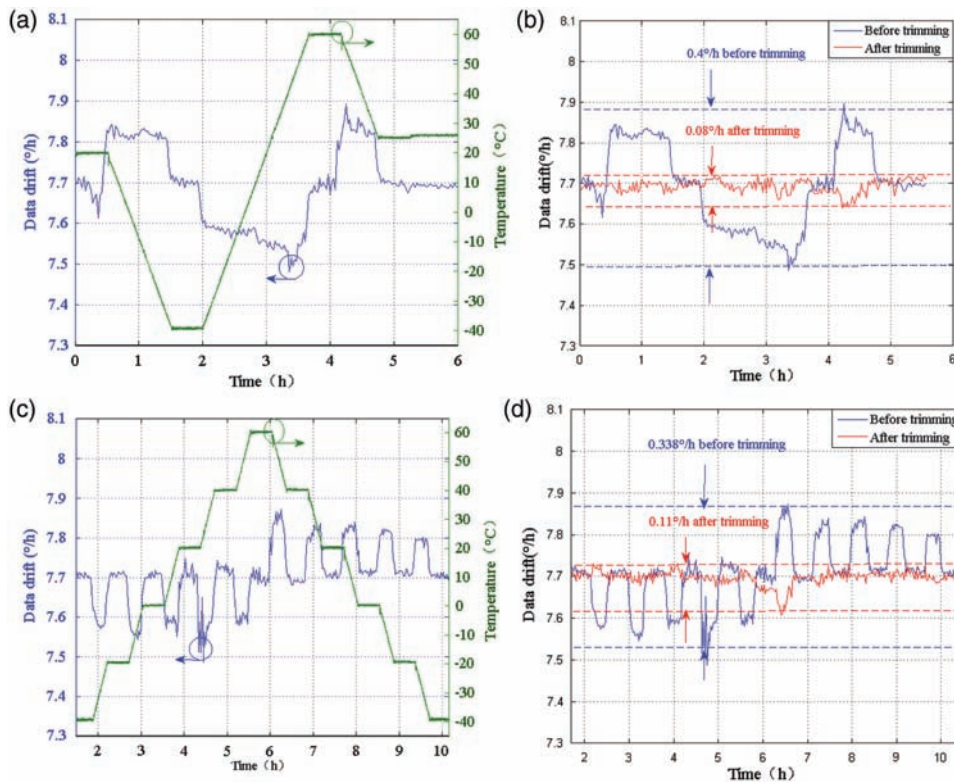 (a)
8.1
8
7.9
7.8
7.7
7.6
7.5
7.4
7.3
Data drift (°/h)
60
50
40
30
20
10
0
-10
-20
-30
-40
Temperature (°C)
0 1 2 3 4 5 6
Time (h)
(b)
8.1
8
7.9
7.8
7.7
7.6
7.5
7.4
7.3
Data drift(°/h)
Before trimming
After trimming
0.4°/h before trimming
0.08°/h after trimming
0 1 2 3 4 5 6
Time (h)
(c)
8.1
8
7.9
7.8
7.7
7.6
7.5
7.4
7.3
Data drift (°/h)
60
50
40
30
20
10
0
-10
-20
-30
-40
Temperature (°C)
2 3 4 5 6 7 8 9 10
Time (h)
(d)
8.1
8
7.9
7.8
7.7
7.6
7.5
7.4
7.3
Data drift(°/h)
Before trimming
After trimming
0.338°/h before trimming
0.11°/h after trimming
2 3 4 5 6 7 8 9 10
Time (h)